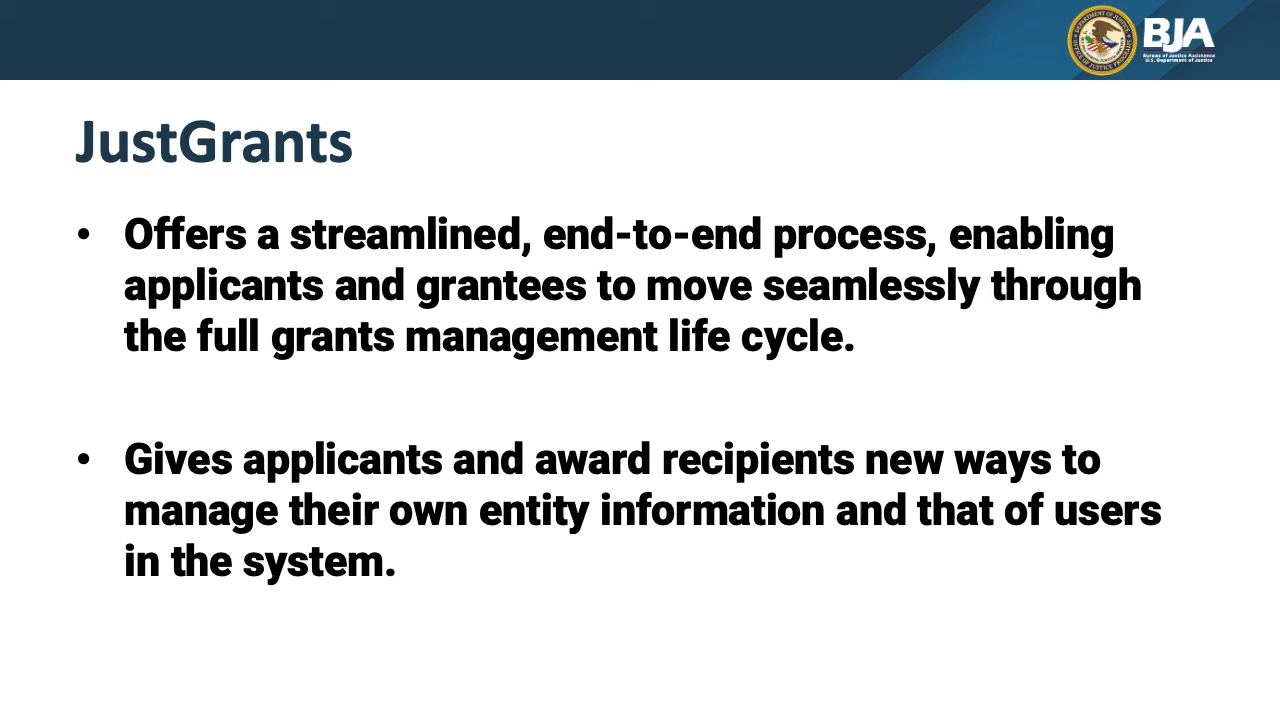 BJA
Bureau of Justice Assistance
U.S. Department of Justice
JustGrants
• Offers a streamlined, end-to-end process, enabling
applicants and grantees to move seamlessly through
the full grants management life cycle.
• Gives applicants and award recipients new ways to
manage their own entity information and that of users
in the system.